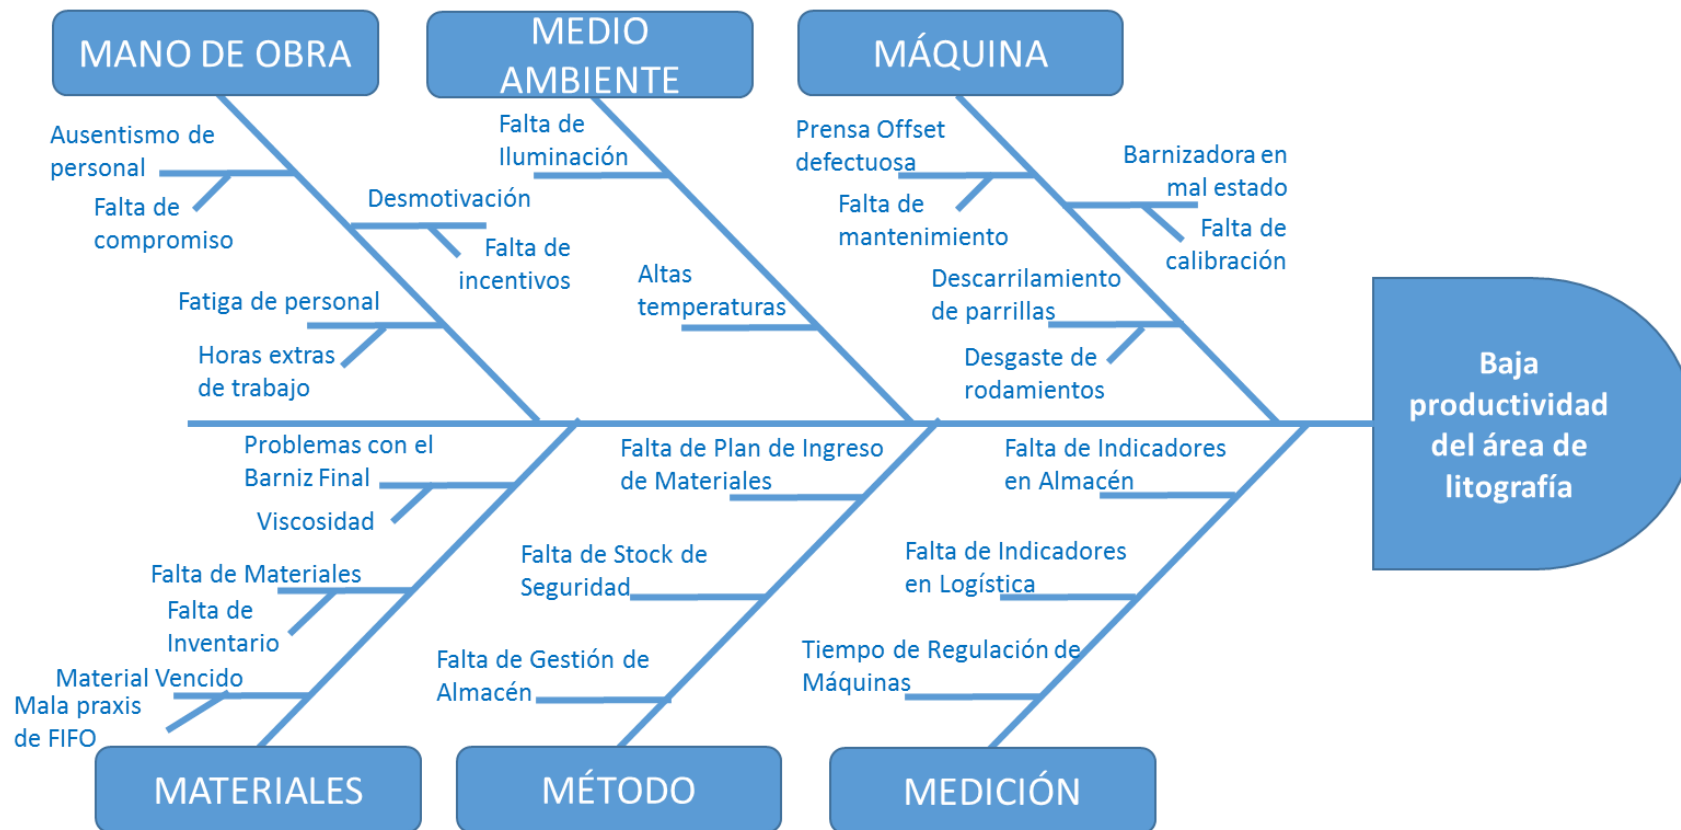 MANO DE OBRA
MEDIO
AMBIENTE
MÁQUINA
Ausentismo de
personal
Falta de
compromiso
Desmotivación
Falta de
incentivos
Fatiga de personal
Horas extras
de trabajo
Falta de
Iluminación
Altas
temperaturas
Prensa Offset
defectuosa
Falta de
mantenimiento
Barnizadora en
mal estado
Falta de
calibración
Descarrilamiento
de parrillas
Desgaste de
rodamientos
Baja
productividad
del área de
litografía
Problemas con el
Barniz Final
Viscosidad
Falta de Materiales
Falta de
Inventario
Material Vencido
Mala praxis
de FIFO
Falta de Plan de Ingreso
de Materiales
Falta de Stock de
Seguridad
Falta de Gestión de
Almacén
Falta de Indicadores
en Almacén
Falta de Indicadores
en Logística
Tiempo de Regulación de
Máquinas
MATERIALES
MÉTODO
MEDICIÓN